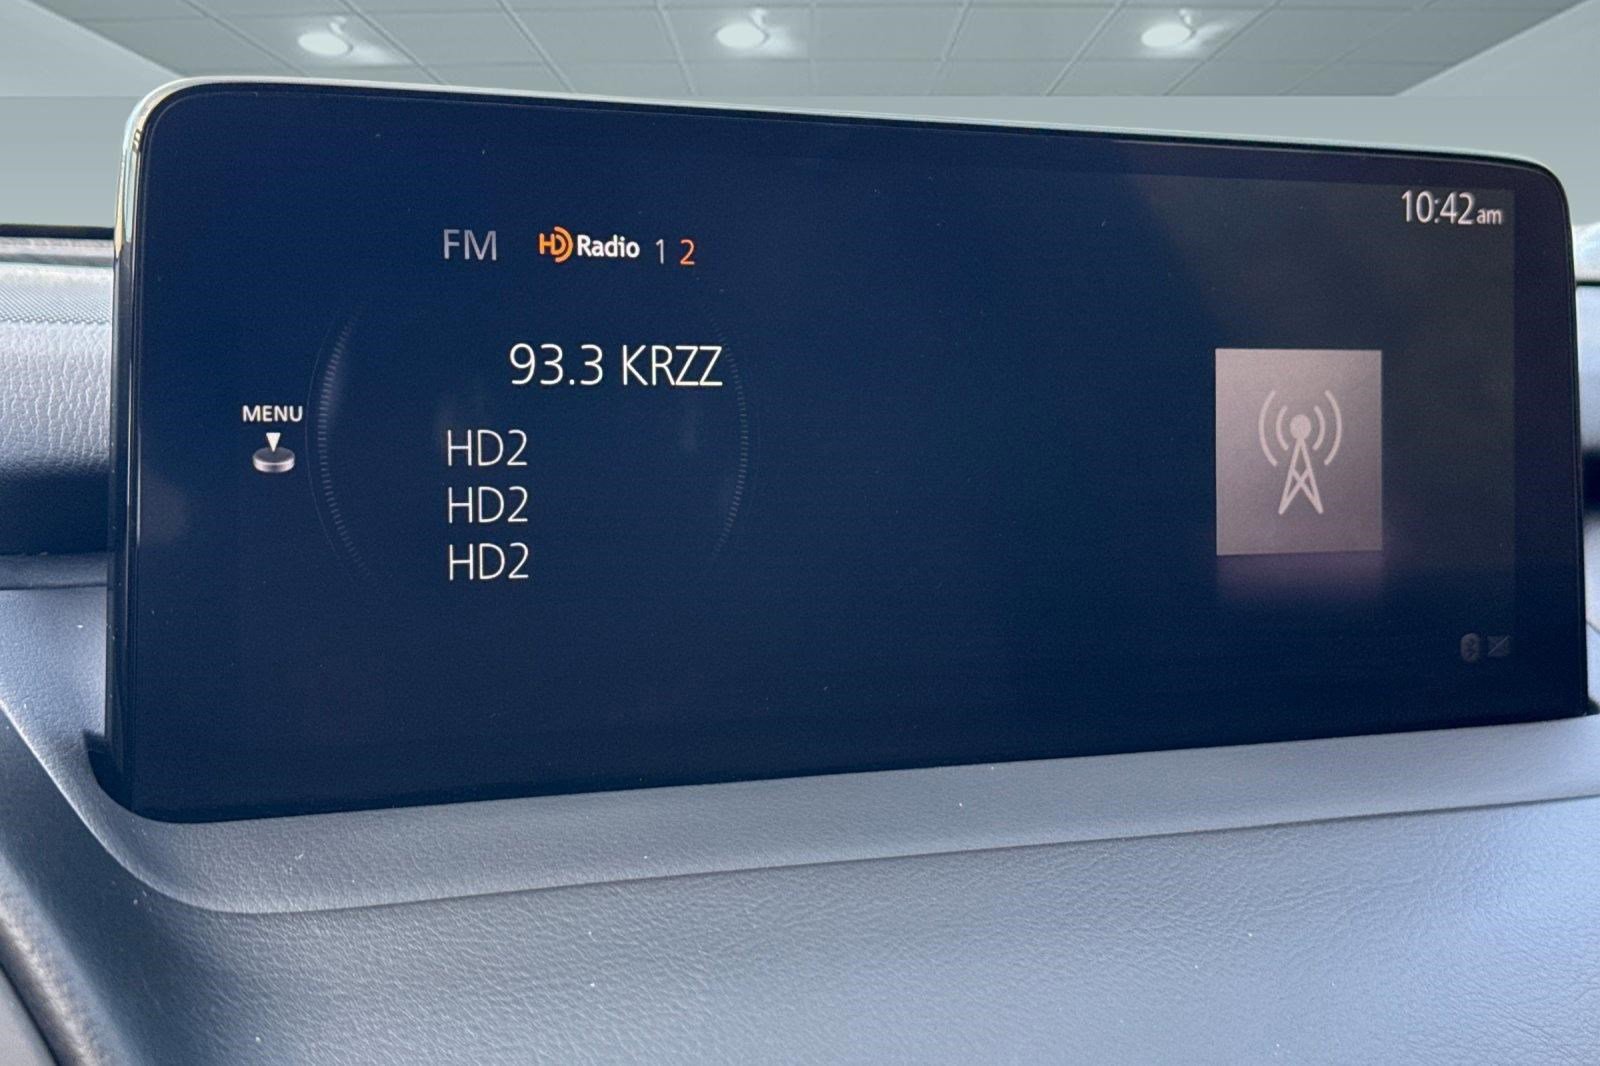 10:42am
FM HD Radio 1 2
93.3 KRZZ
MENU
HD2
HD2
HD2